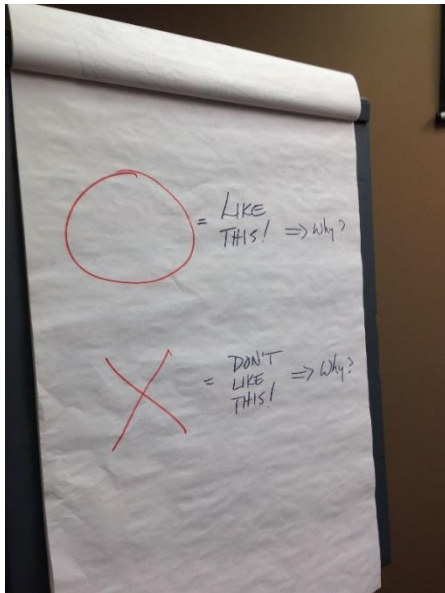 = LIKE
THIS! => Why?
= DON'T
LIKE => Why?
THIS!